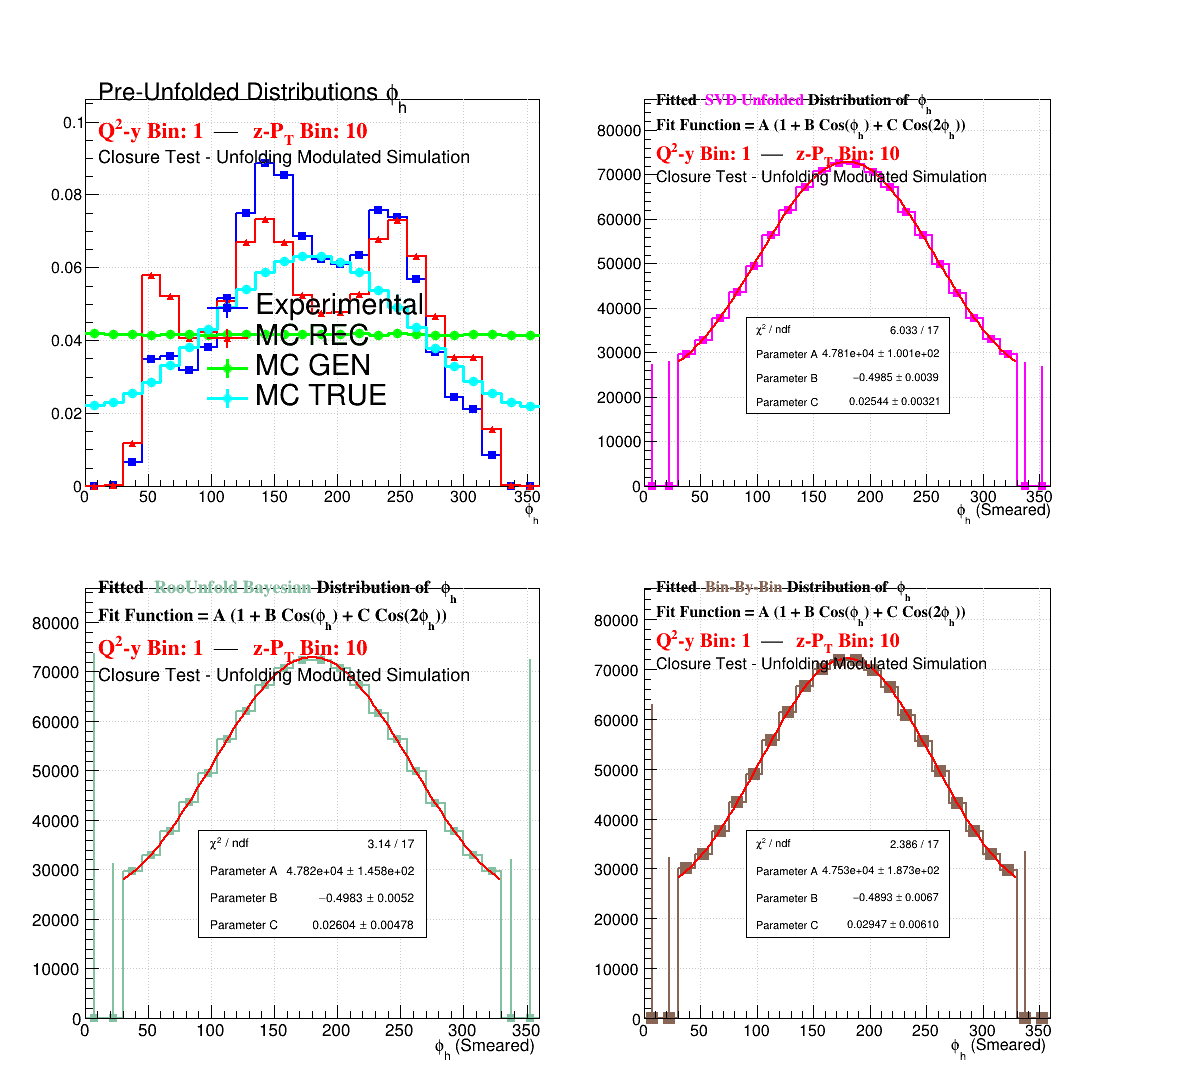 Pre-Unfolded Distributions ϕh
Q²-y Bin: 1 — z-PT Bin: 10
Closure Test - Unfolding Modulated Simulation
0.1
0.08
0.06
0.04
0.02
0
Experimental
MC REC
MC GEN
MC TRUE
0 50 100 150 200 250 300 350
ϕh
Fitted SVD Unfolded Distribution of ϕh
Fit Function = A (1 + B Cos(ϕh) + C Cos(2ϕh))
Q²-y Bin: 1 — z-PT Bin: 10
Closure Test - Unfolding Modulated Simulation
80000
70000
60000
50000
40000
30000
20000
10000
0
χ² / ndf 6.033 / 17
Parameter A 4.781e+04 ± 1.001e+02
Parameter B −0.4985 ± 0.0039
Parameter C 0.02544 ± 0.00321
0 50 100 150 200 250 300 350
ϕh (Smeared)
Fitted RooUnfold Bayesian Distribution of ϕh
Fit Function = A (1 + B Cos(ϕh) + C Cos(2ϕh))
Q²-y Bin: 1 — z-PT Bin: 10
Closure Test - Unfolding Modulated Simulation
80000
70000
60000
50000
40000
30000
20000
10000
0
χ² / ndf 3.14 / 17
Parameter A 4.782e+04 ± 1.458e+02
Parameter B −0.4983 ± 0.0052
Parameter C 0.02604 ± 0.00478
0 50 100 150 200 250 300 350
ϕh (Smeared)
Fitted Bin-By-Bin Distribution of ϕh
Fit Function = A (1 + B Cos(ϕh) + C Cos(2ϕh))
Q²-y Bin: 1 — z-PT Bin: 10
Closure Test - Unfolding Modulated Simulation
80000
70000
60000
50000
40000
30000
20000
10000
0
χ² / ndf 2.386 / 17
Parameter A 4.753e+04 ± 1.873e+02
Parameter B −0.4893 ± 0.0067
Parameter C 0.02947 ± 0.00610
0 50 100 150 200 250 300 350
ϕh (Smeared)